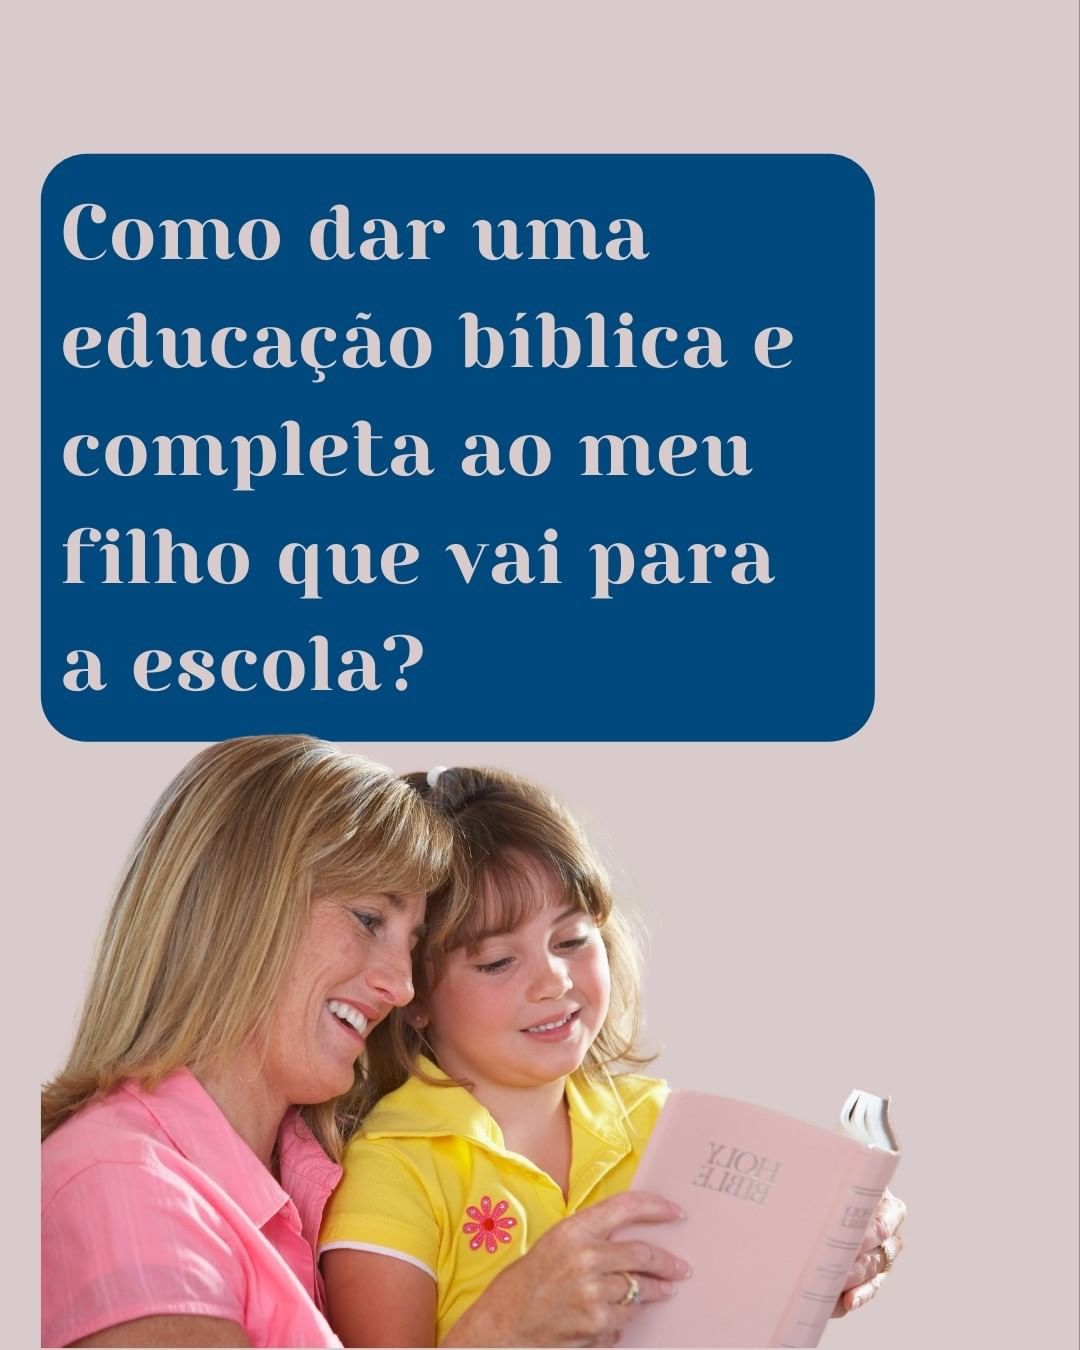 Como dar uma
educação bíblica e
completa ao meu
filho que vai para
a escola?
HOLY
BIBLE